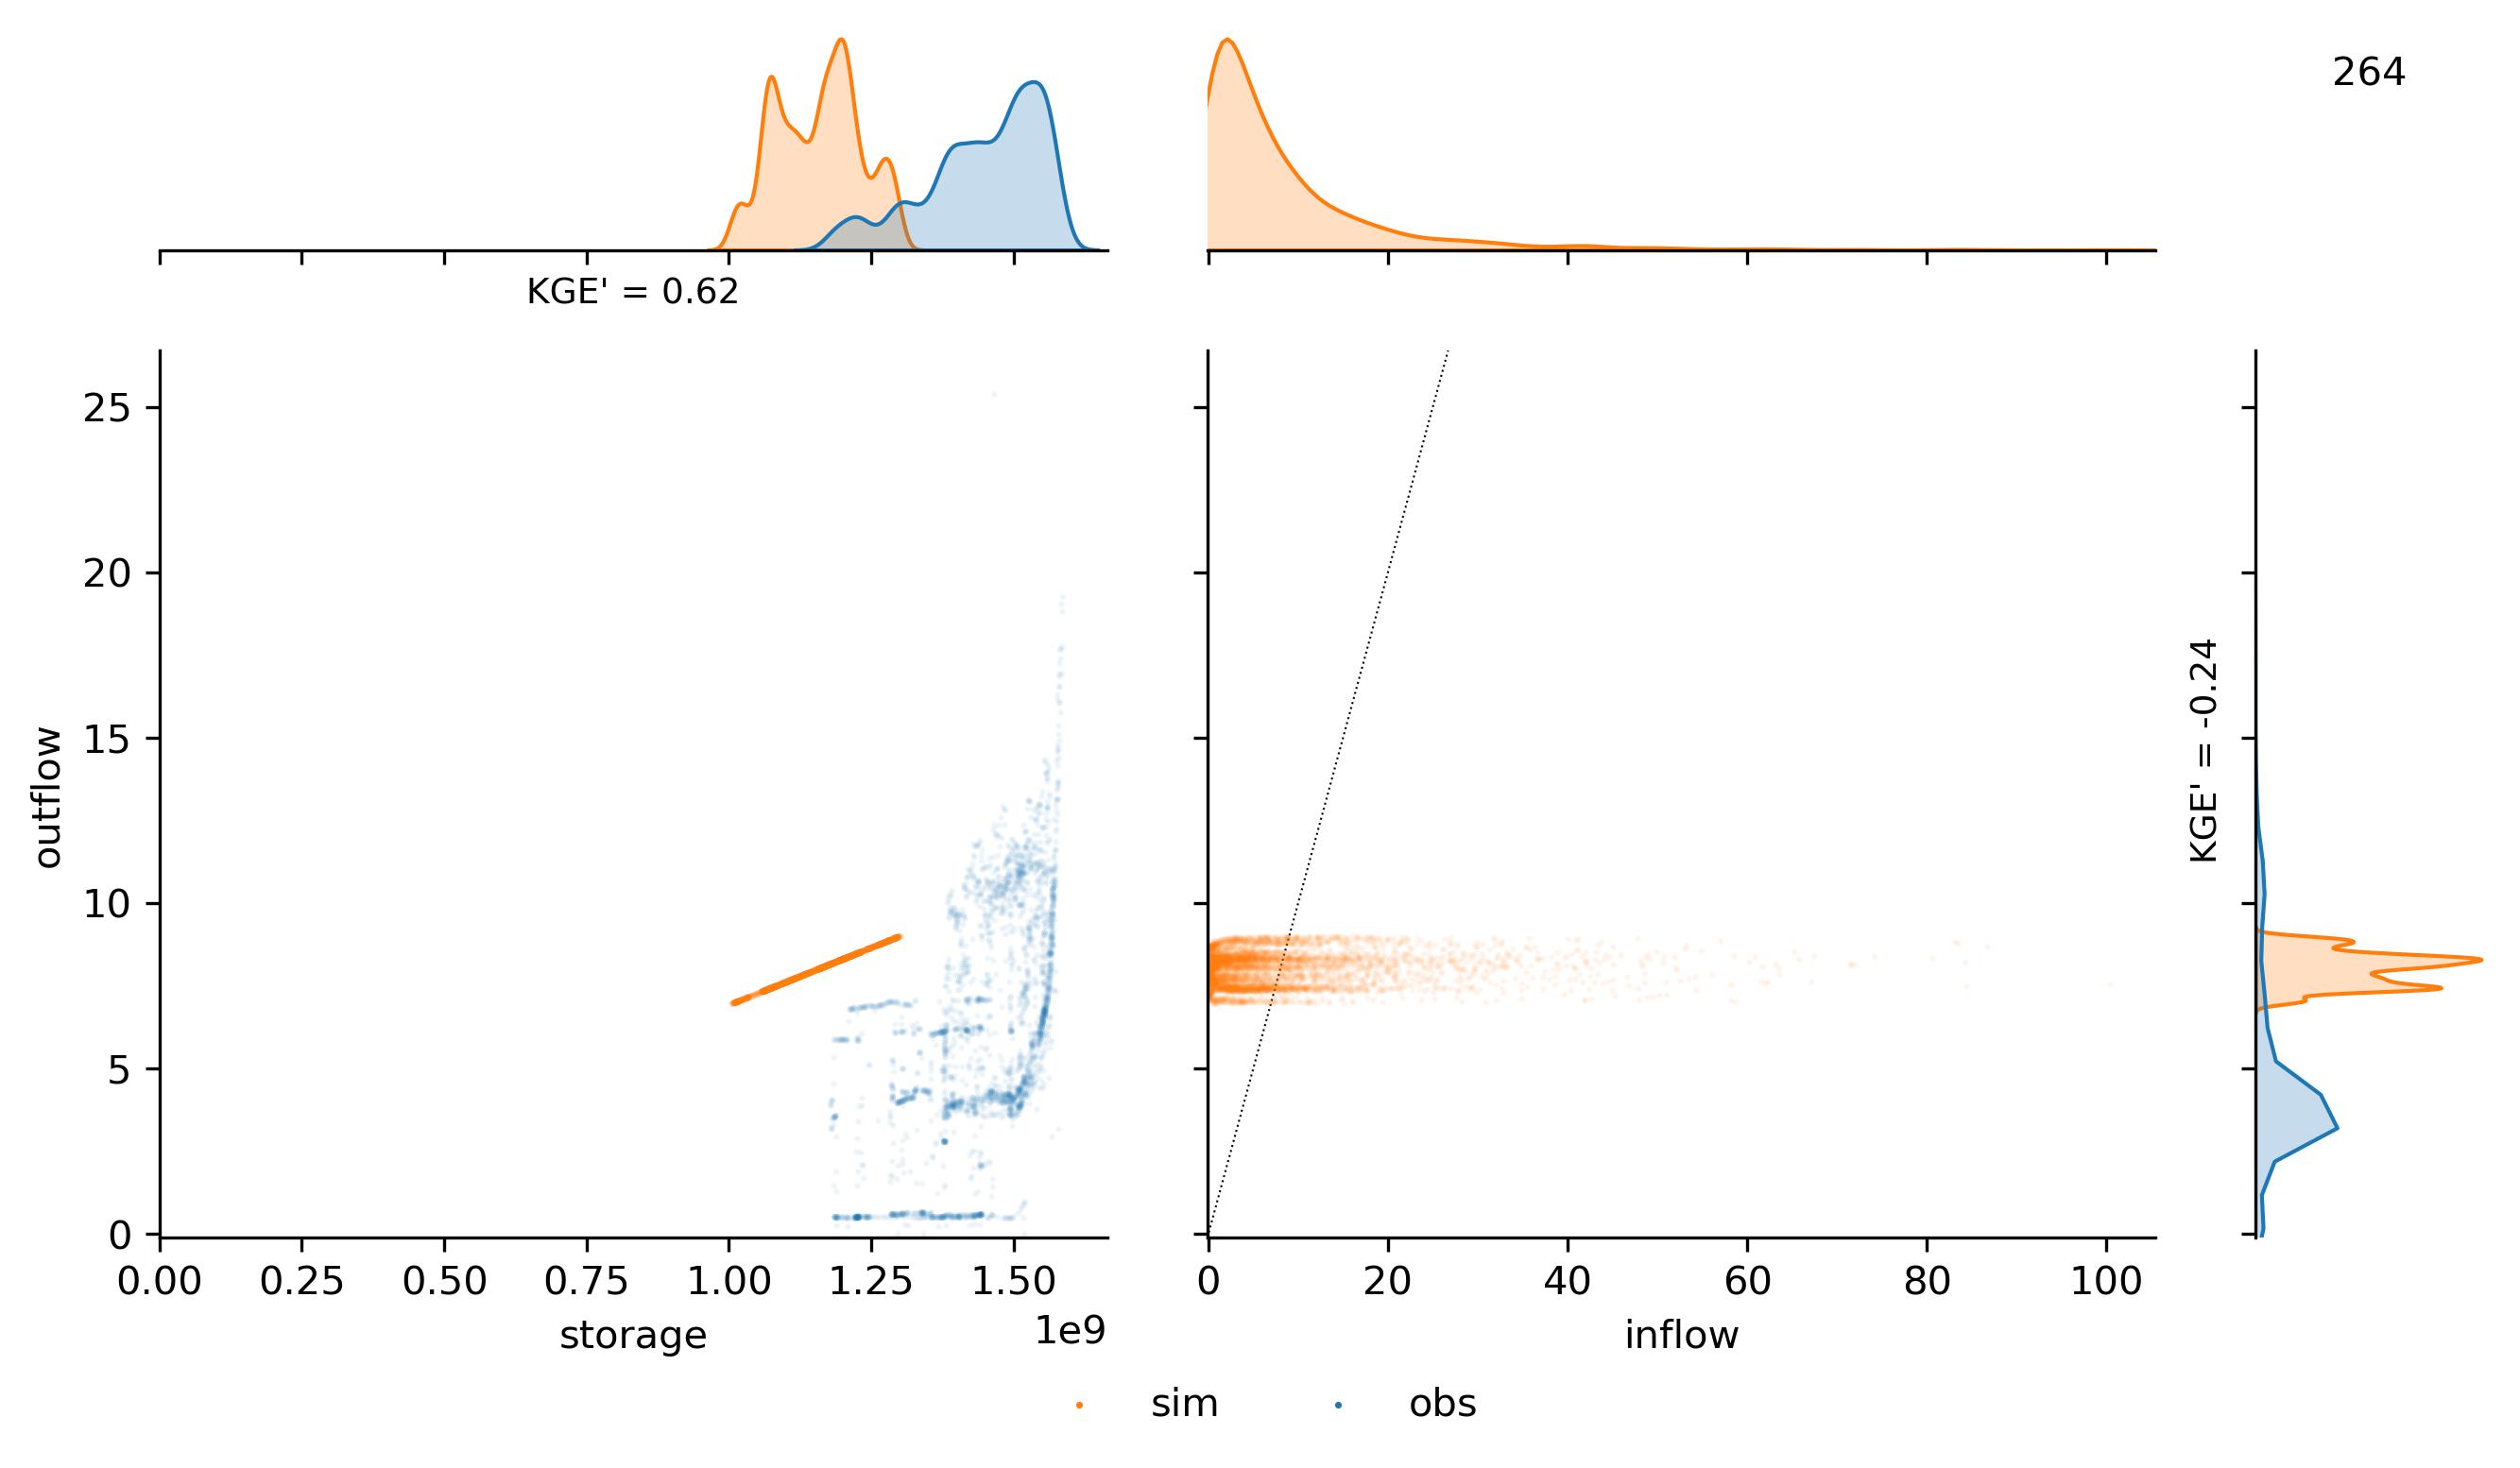 264
KGE' = 0.62
25
20
15
10
5
0
outflow
KGE' = -0.24
0.00 0.25 0.50 0.75 1.00 1.25 1.50
0 20 40 60 80 100
storage
1e9
inflow
sim obs